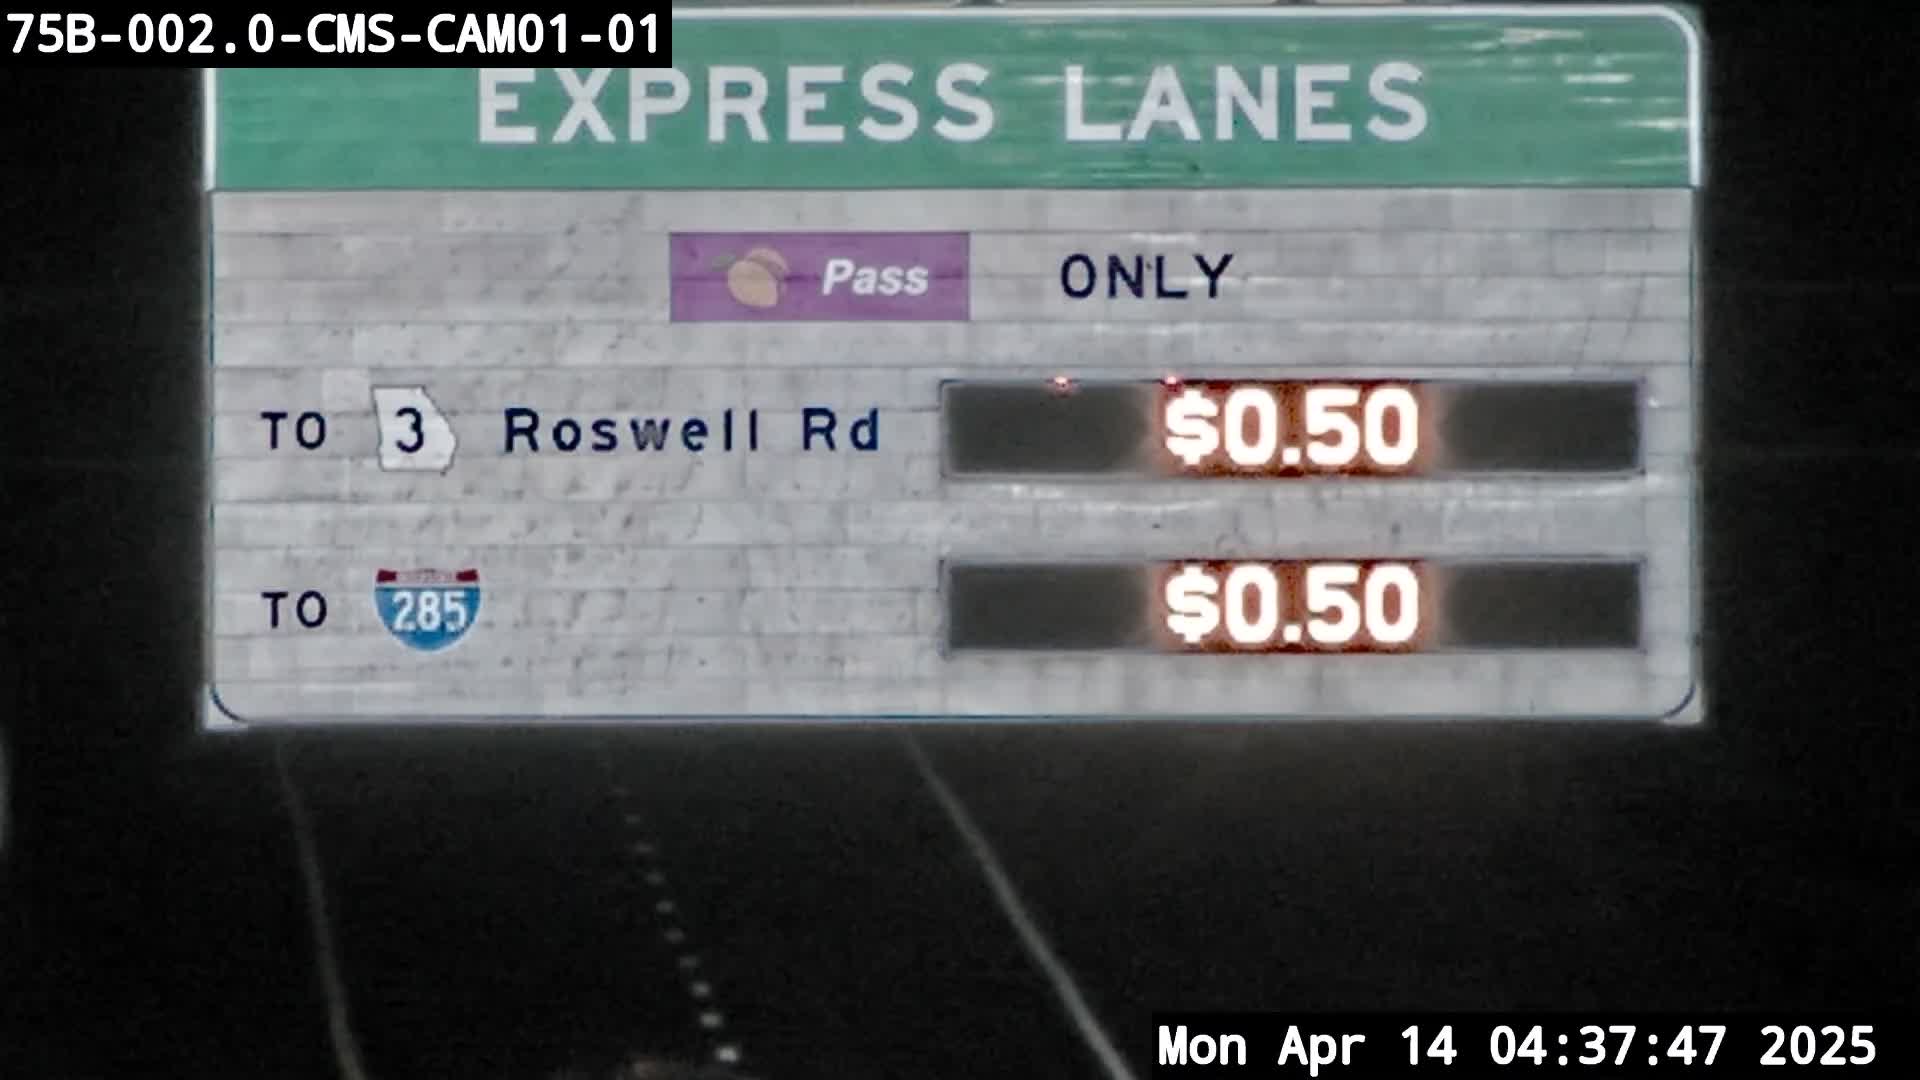 75B-002.0-CMS-CAM01-01
EXPRESS LANES
Pass ONLY
TO 3 Roswell Rd $0.50
TO 285 $0.50
Mon Apr 14 04:37:47 2025